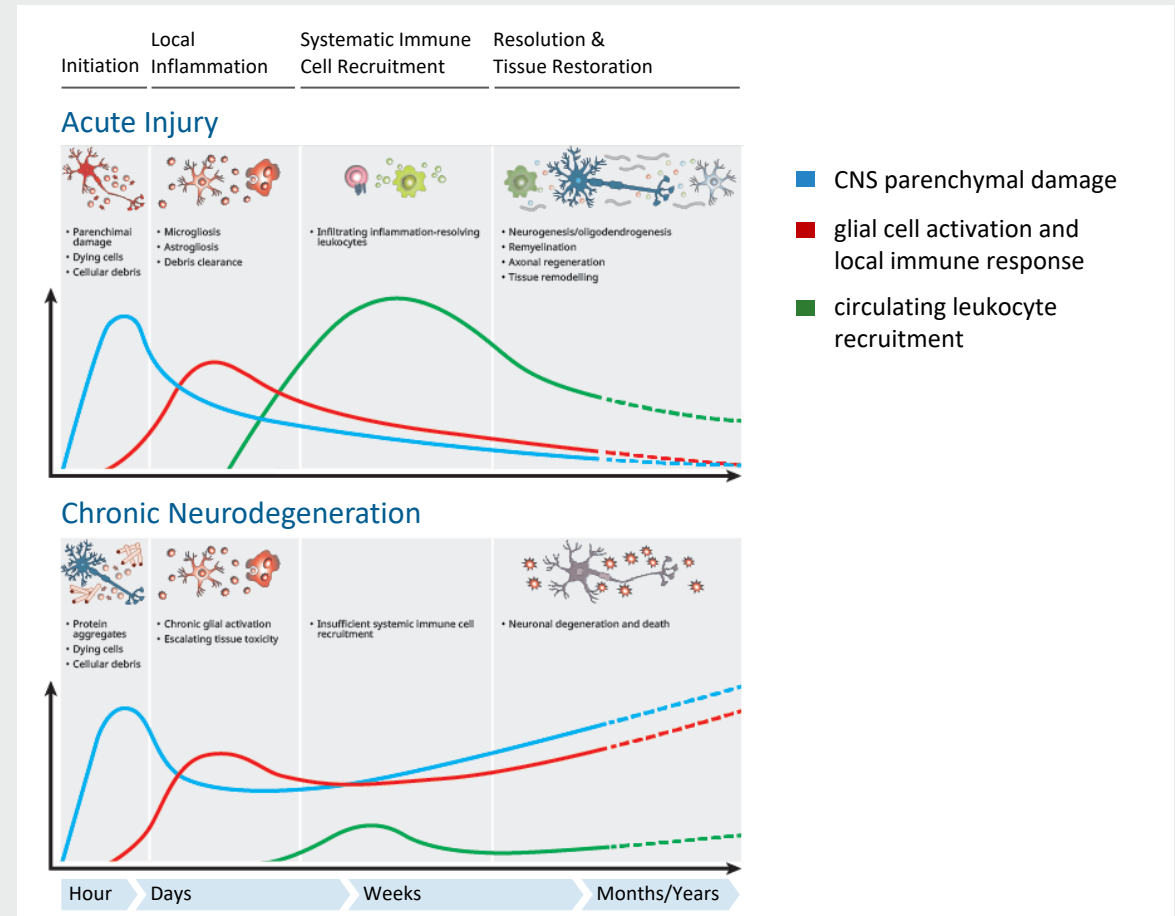 Initiation
Local
Inflammation
Systematic Immune
Cell Recruitment
Resolution &
Tissue Restoration
Acute Injury
• Parenchimal
damage
• Dying cells
• Cellular debris
• Microgliosis
• Astrogliosis
• Debris clearance
• Infiltrating inflammation-resolving
leukocytes
• Neurogenesis/oligodendrogenesis
• Remyelination
• Axonal regeneration
• Tissue remodelling
CNS parenchymal damage
glial cell activation and
local immune response
circulating leukocyte
recruitment
Chronic Neurodegeneration
• Protein
aggregates
• Dying cells
• Cellular debris
• Chronic glial activation
• Escalating tissue toxicity
• Insufficient systemic immune cell
recruitment
• Neuronal degeneration and death
Hour
Days
Weeks
Months/Years